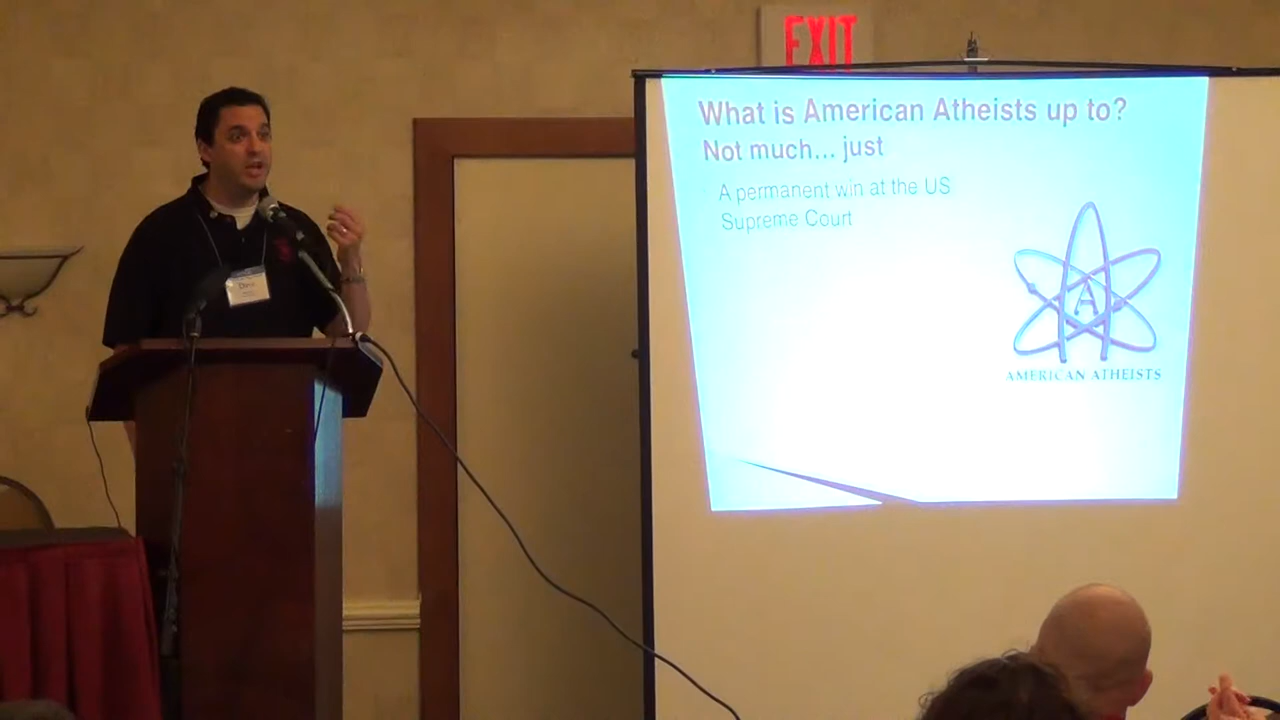 EXIT
What is American Atheists up to?
Not much... just
A permanent win at the US
Supreme Court
A
AMERICAN ATHEISTS